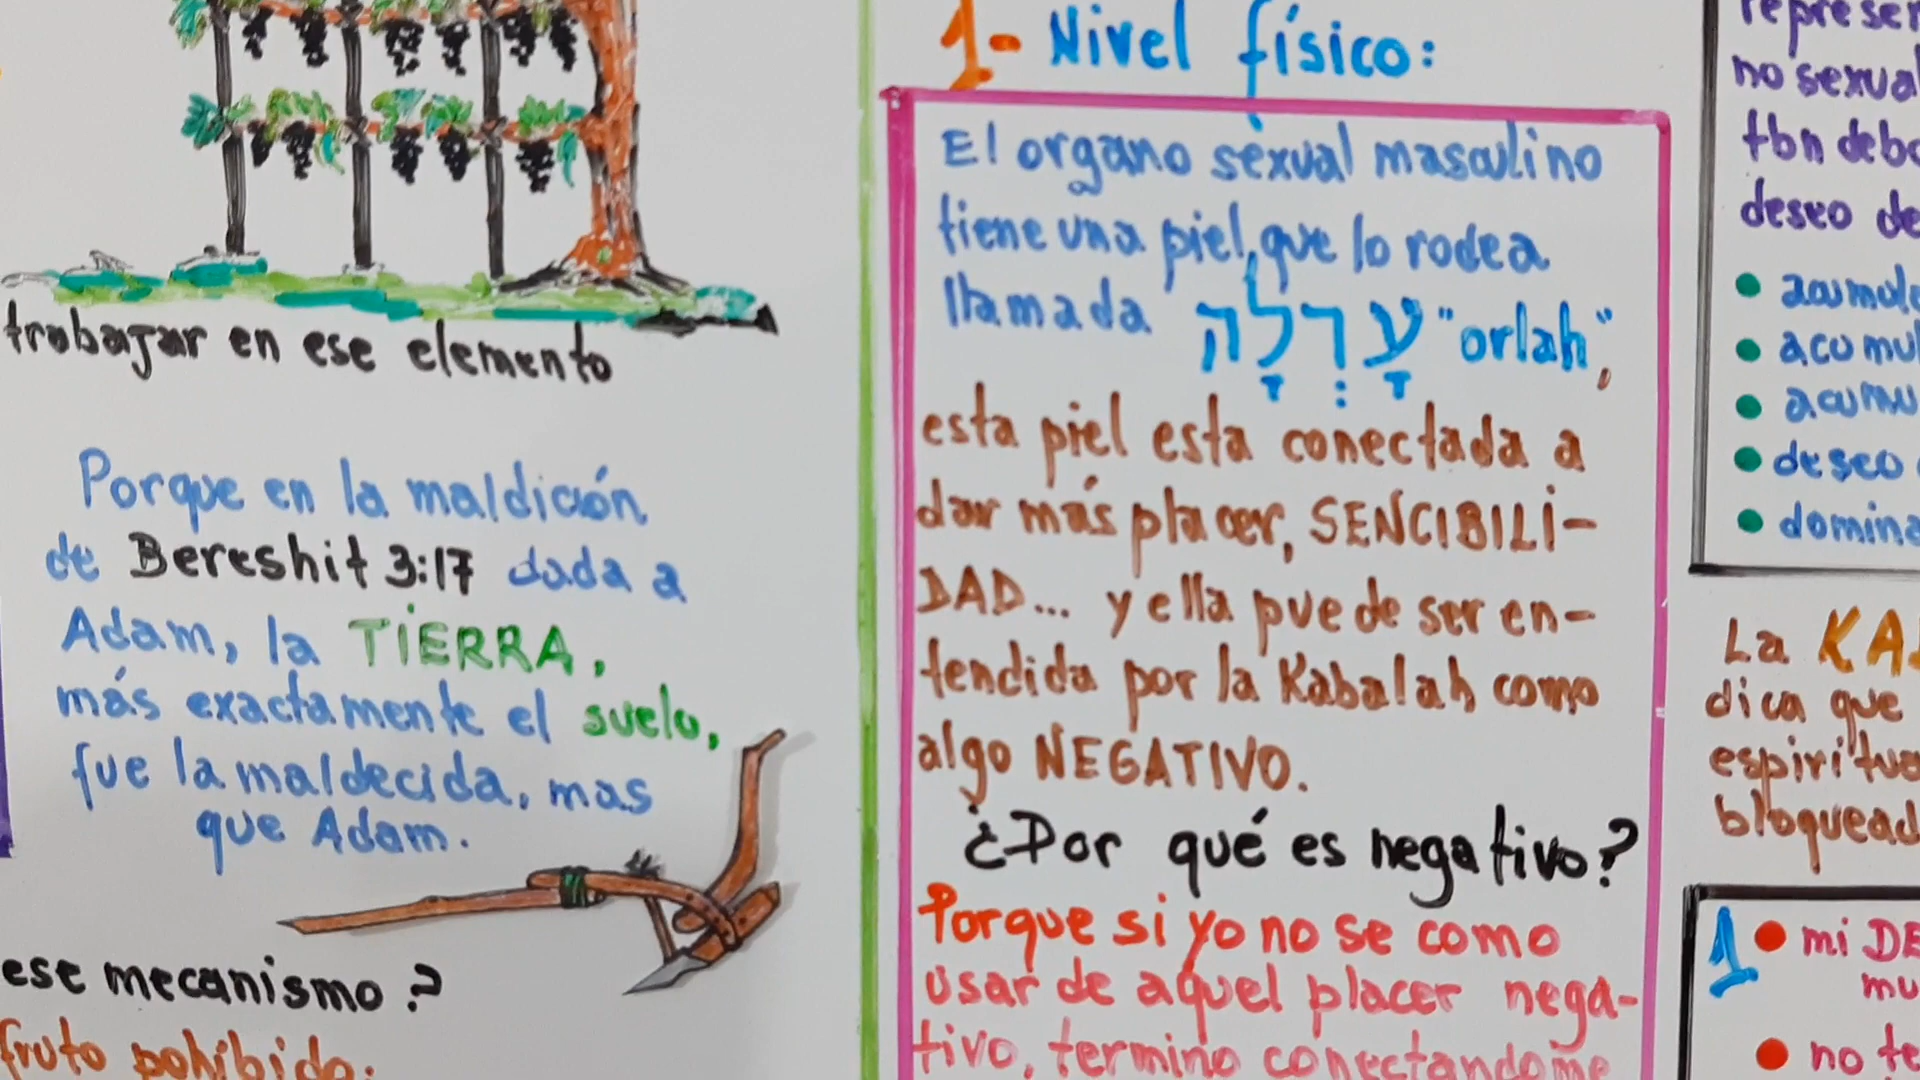 trabajar en ese elemento
Porque en la maldición
de Bereshit 3:17 dada a
Adam, la TiERRA,
más exactamente el suelo,
fue la maldecida, mas
que Adam.
ese mecanismo?
fruto pohibido.
1- Nivel físico:
El organo sexual masculino
tiene una piel, que lo rodea
llamada עָרְלָה "orlah",
esta piel esta conectada a
dar más placer, SENCIBILI-
DAD... y ella puede ser en-
tendida por la Kabalah como
algo NEGATIVO.
¿Por qué es negativo?
Porque si yo no se como
usar de aquel placer nega-
tivo, termino conectandome
no sexual
tbn
deseo
deseo
La
dica que
1 mi
no